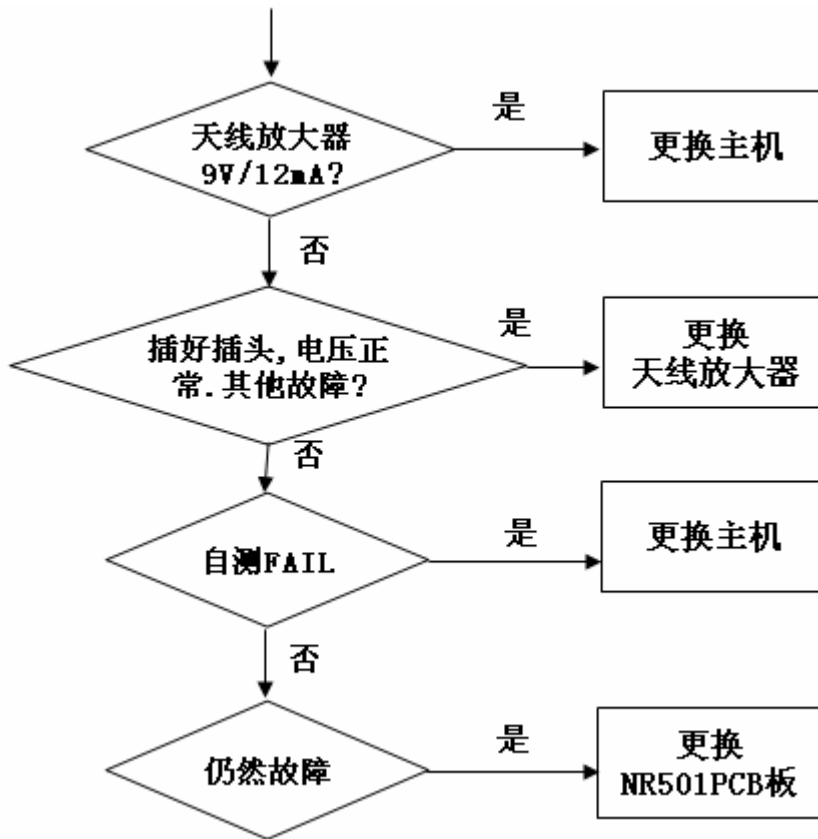 天线放大器
9V/12mA?
是
更换主机
否
插好插头,电压正
常.其他故障?
是
更换
天线放大器
否
自测FAIL
是
更换主机
否
仍然故障
是
更换
NR501PCB板